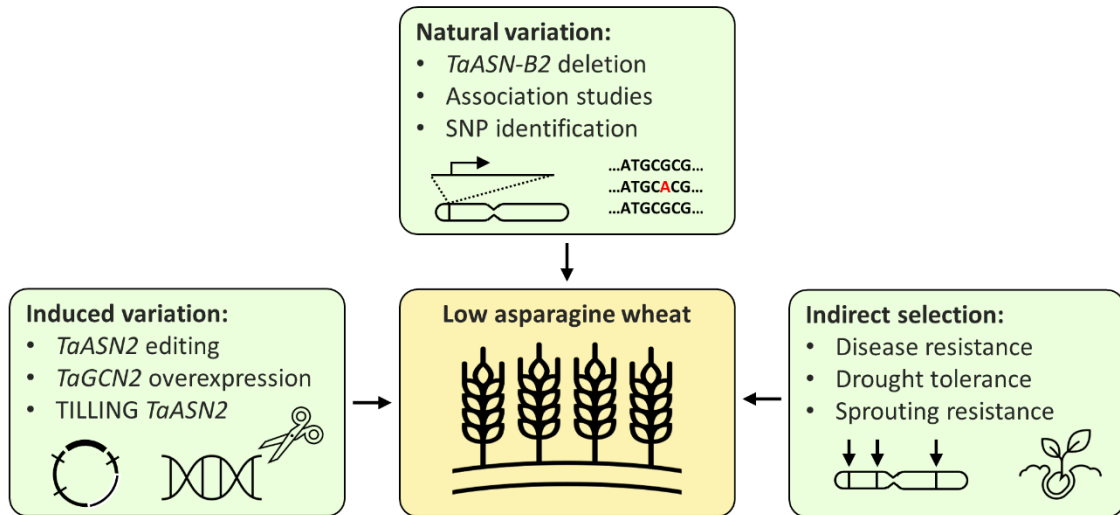 Natural variation:
• TaASN-B2 deletion
• Association studies
• SNP identification
...ATGCGCG...
...ATGCACG...
...ATGCGCG...
Induced variation:
• TaASN2 editing
• TaGCN2 overexpression
• TILLING TaASN2
Low asparagine wheat
Indirect selection:
• Disease resistance
• Drought tolerance
• Sprouting resistance